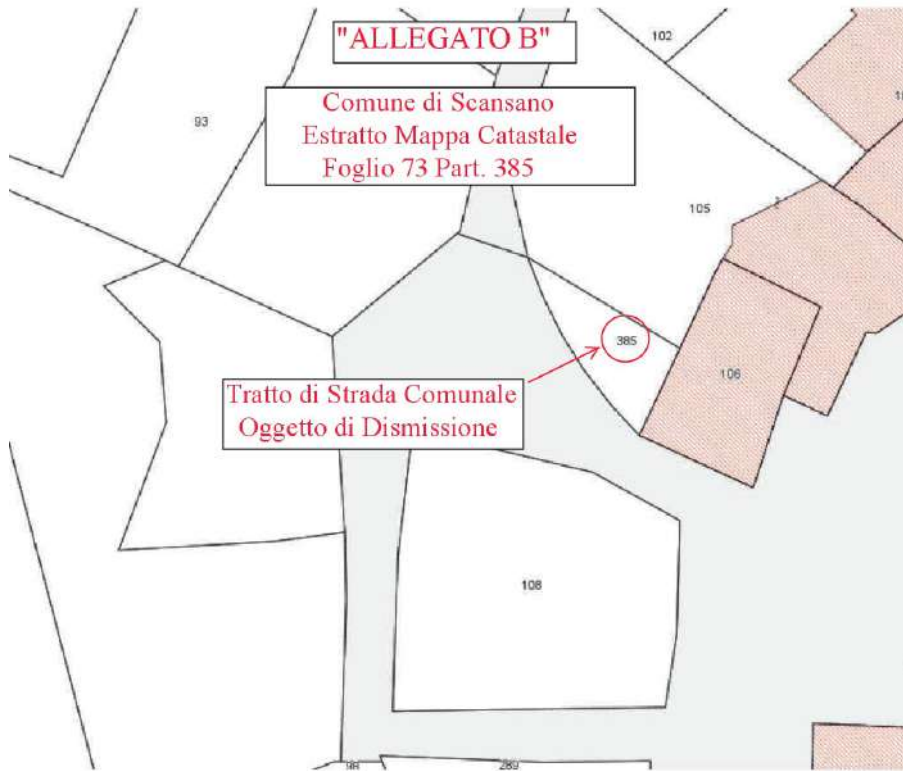 "ALLEGATO B"
102
Comune di Scansano
Estratto Mappa Catastale
Foglio 73 Part. 385
93
105
385
106
Tratto di Strada Comunale
Oggetto di Dismissione
108
289